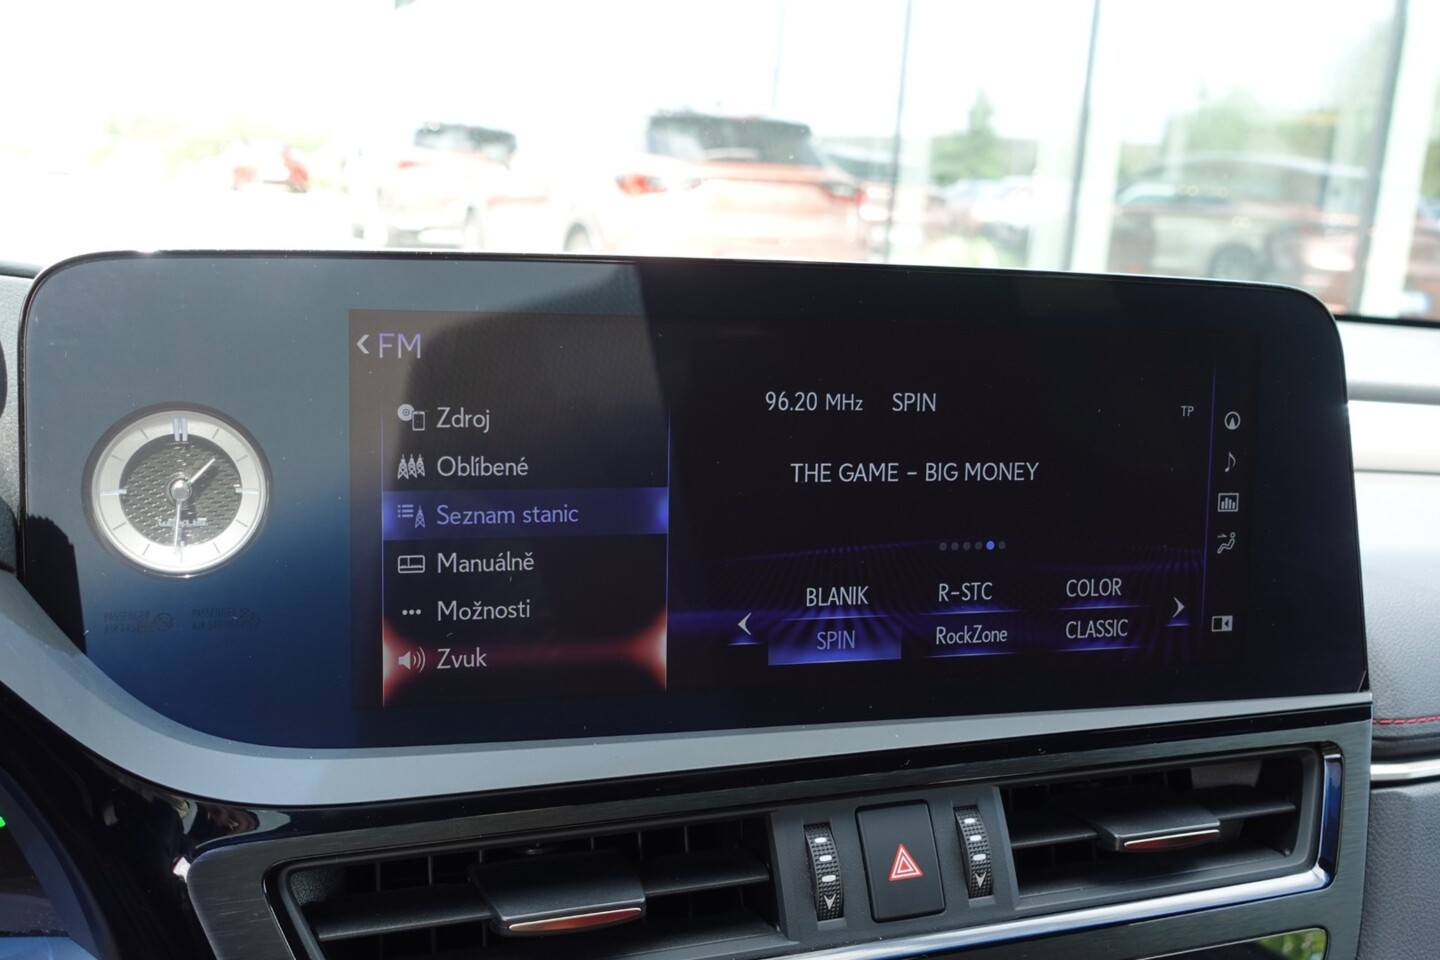 FM
Zdroj
Oblíbené
Seznam stanic
Manuálně
Možnosti
Zvuk
96.20 MHz SPIN
TP
THE GAME – BIG MONEY
BLANIK R-STC COLOR
SPIN RockZone CLASSIC